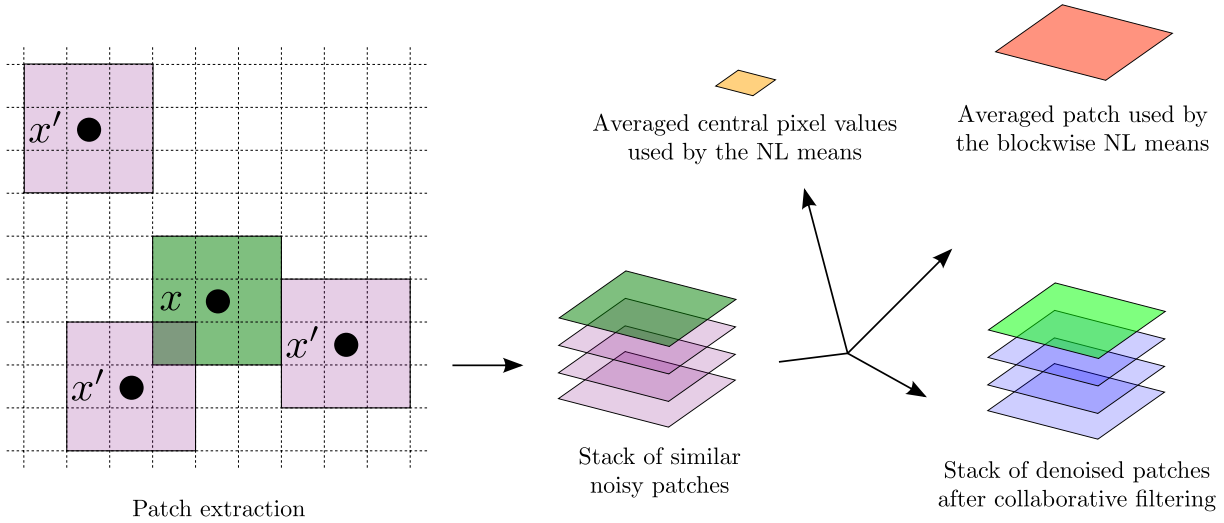 x′
x
x′
x′
Patch extraction
Stack of similar
noisy patches
Averaged central pixel values
used by the NL means
Averaged patch used by
the blockwise NL means
Stack of denoised patches
after collaborative filtering